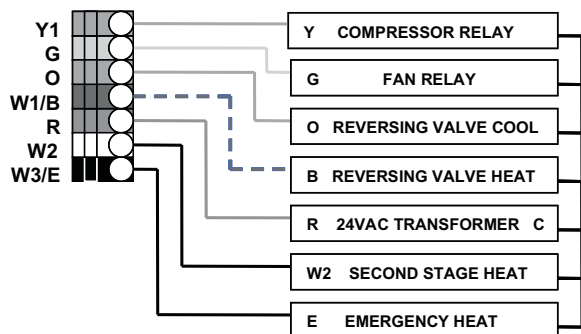 Y1
G
O
W1/B
R
W2
W3/E
Y COMPRESSOR RELAY
G FAN RELAY
O REVERSING VALVE COOL
B REVERSING VALVE HEAT
R 24VAC TRANSFORMER C
W2 SECOND STAGE HEAT
E EMERGENCY HEAT